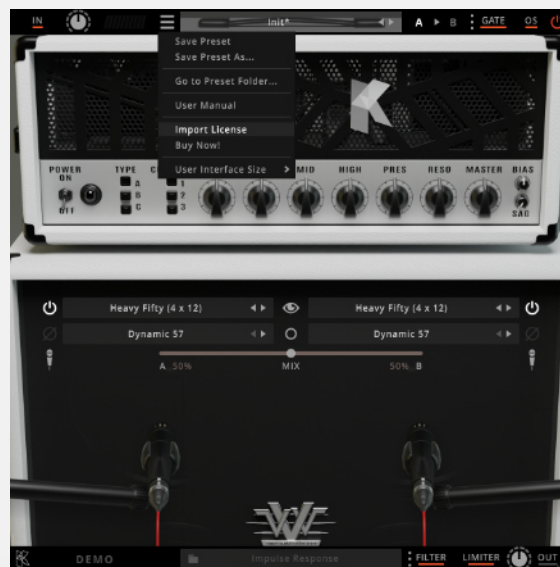 IN
Init*
A B
GATE
OS
Save Preset
Save Preset As...
Go to Preset Folder...
User Manual
Import License
Buy Now!
User Interface Size
POWER
ON
OFF
TYPE
A
B
C
1
2
3
MID
HIGH
PRES
RESO
MASTER
BIAS
SAG
Heavy Fifty (4 x 12)
Heavy Fifty (4 x 12)
Dynamic 57
Dynamic 57
A 50%
MIX
50% B
DEMO
Impulse Response
FILTER
LIMITER
OUT